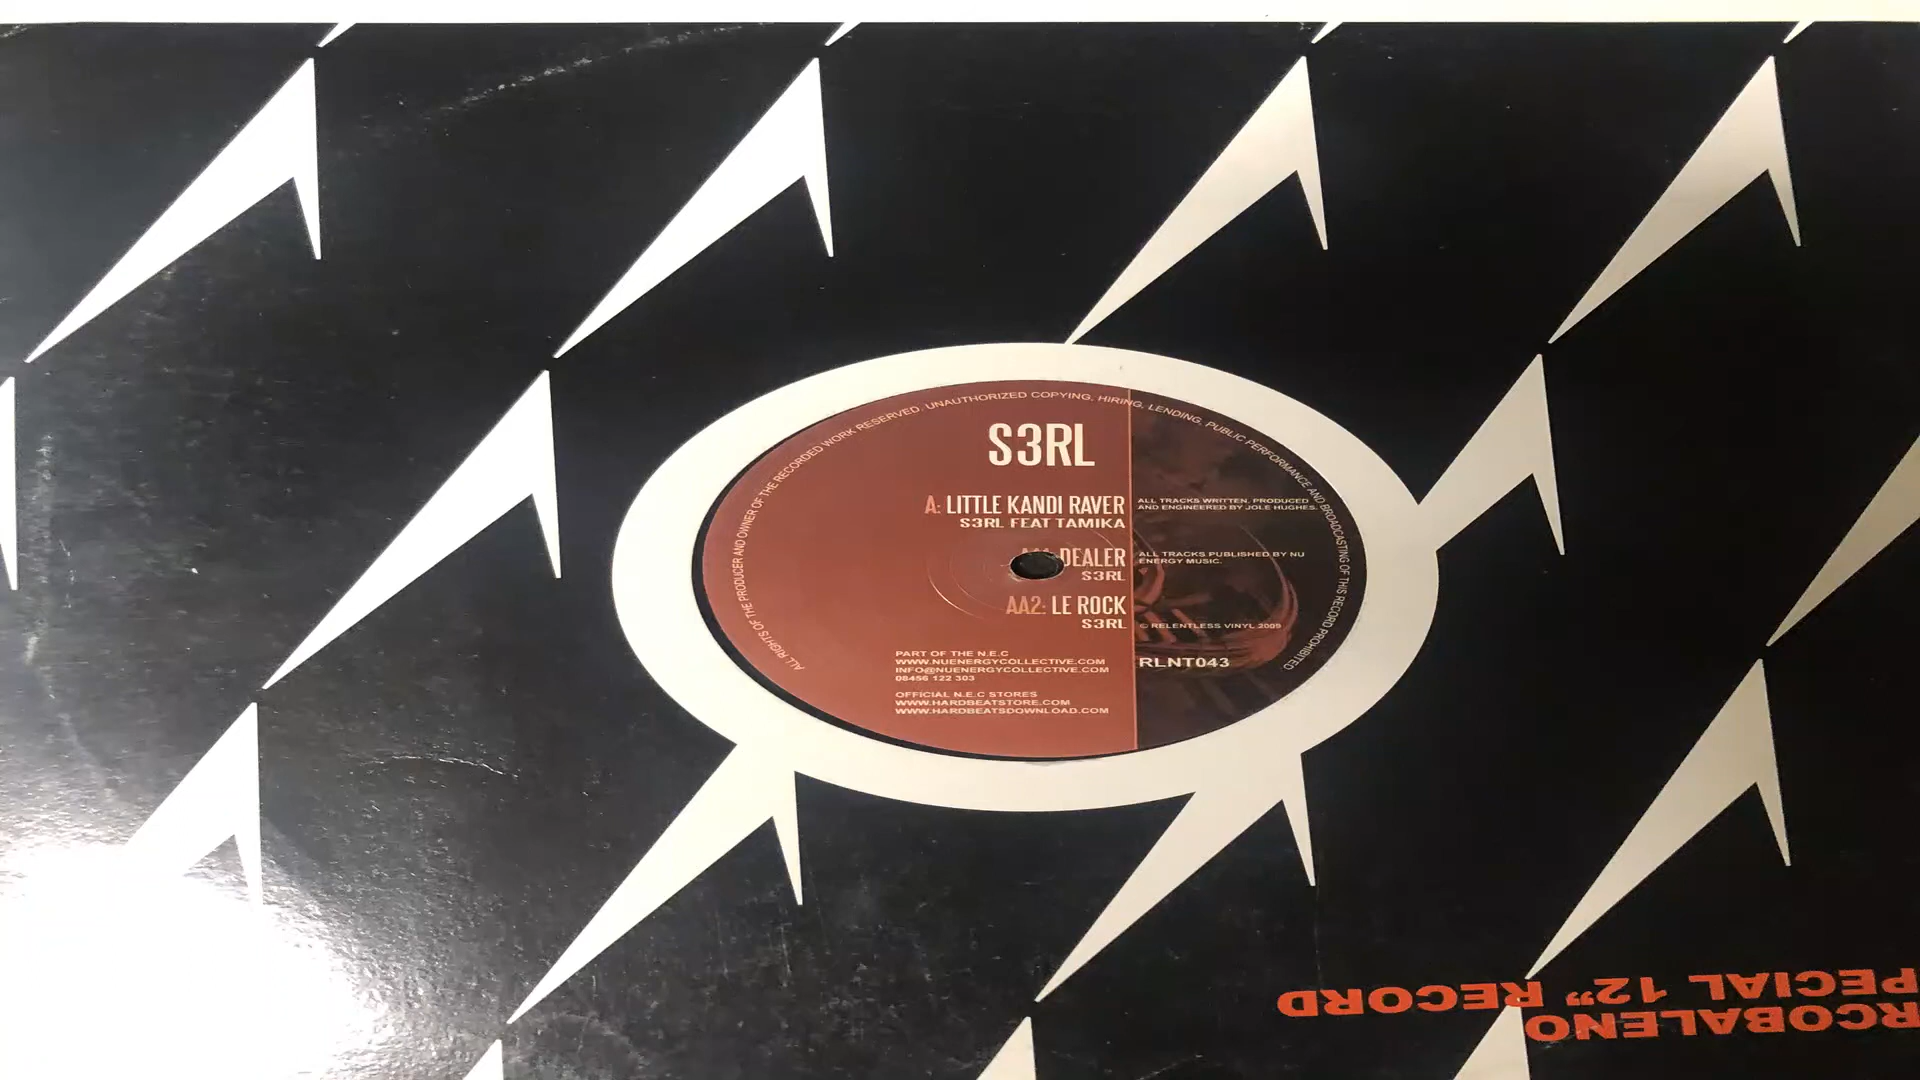 ALL RIGHTS OF THE PRODUCER AND OWNER OF THE RECORDED WORK RESERVED. UNAUTHORIZED COPYING, HIRING, LENDING, PUBLIC PERFORMANCE AND BROADCASTING OF THIS RECORD PROHIBITED
S3RL
A: LITTLE KANDI RAVER
S3RL FEAT TAMIKA
DEALER
S3RL
AA2: LE ROCK
S3RL
PART OF THE N.E.C
WWW.NUENERGYCOLLECTIVE.COM
INFO@NUENERGYCOLLECTIVE.COM
08456 122 303
OFFICIAL N.E.C STORES
WWW.HARDBEATSTORE.COM
WWW.HARDBEATSDOWNLOAD.COM
ALL TRACKS WRITTEN, PRODUCED
AND ENGINEERED BY JOLE HUGHES.
ALL TRACKS PUBLISHED BY NU
ENERGY MUSIC.
© RELENTLESS VINYL 2009
RLNT043
RCOBALENO
PECIAL 12" RECORD